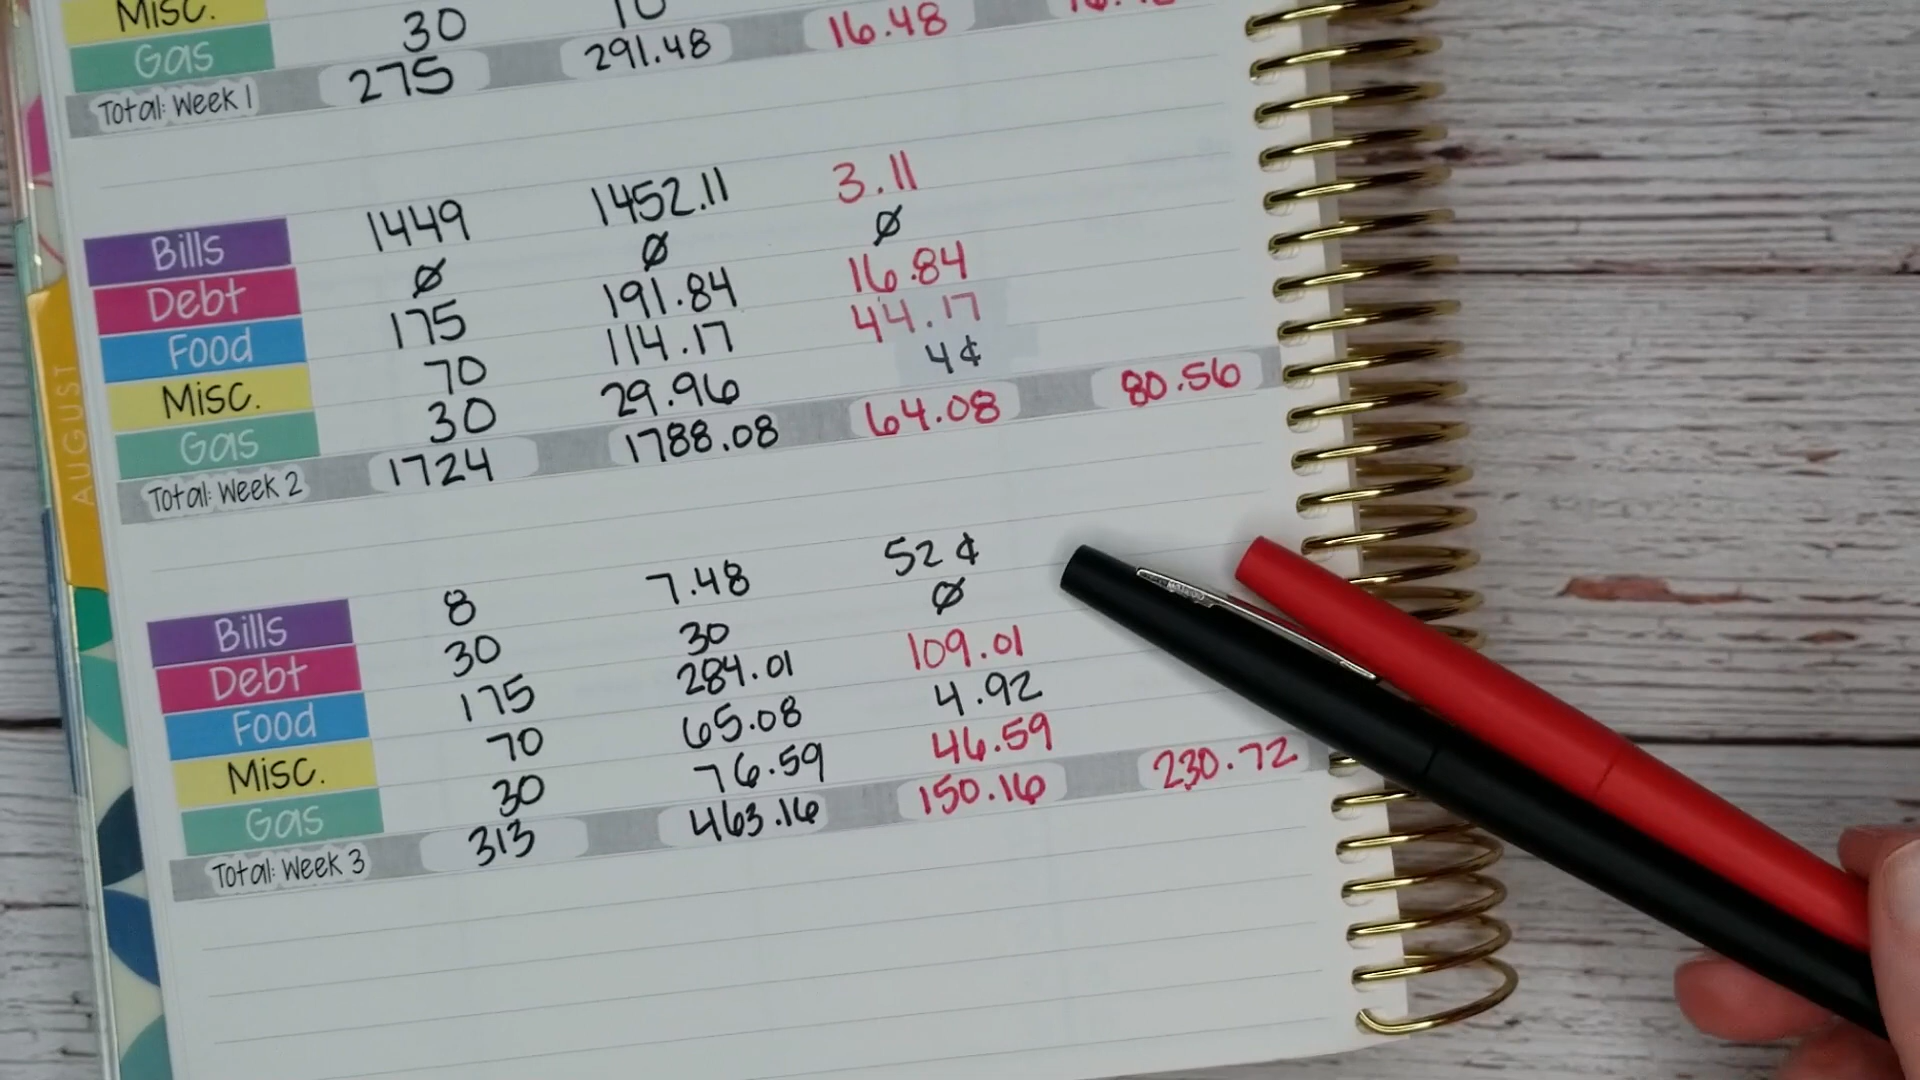 Misc. 30 10 16.48
Gas 275 291.48
Total: Week 1
Bills 1449 1452.11 3.11
Debt ∅ ∅ ∅
Food 175 191.84 16.84
Misc. 70 114.17 44.17
Gas 30 29.96 4¢
Total: Week 2 1724 1788.08 64.08 80.56
Bills 8 7.48 52¢
Debt 30 30 ∅
Food 175 284.01 109.01
Misc. 70 65.08 4.92
Gas 30 76.59 46.59
Total: Week 3 313 463.16 150.16 230.72
AUGUST